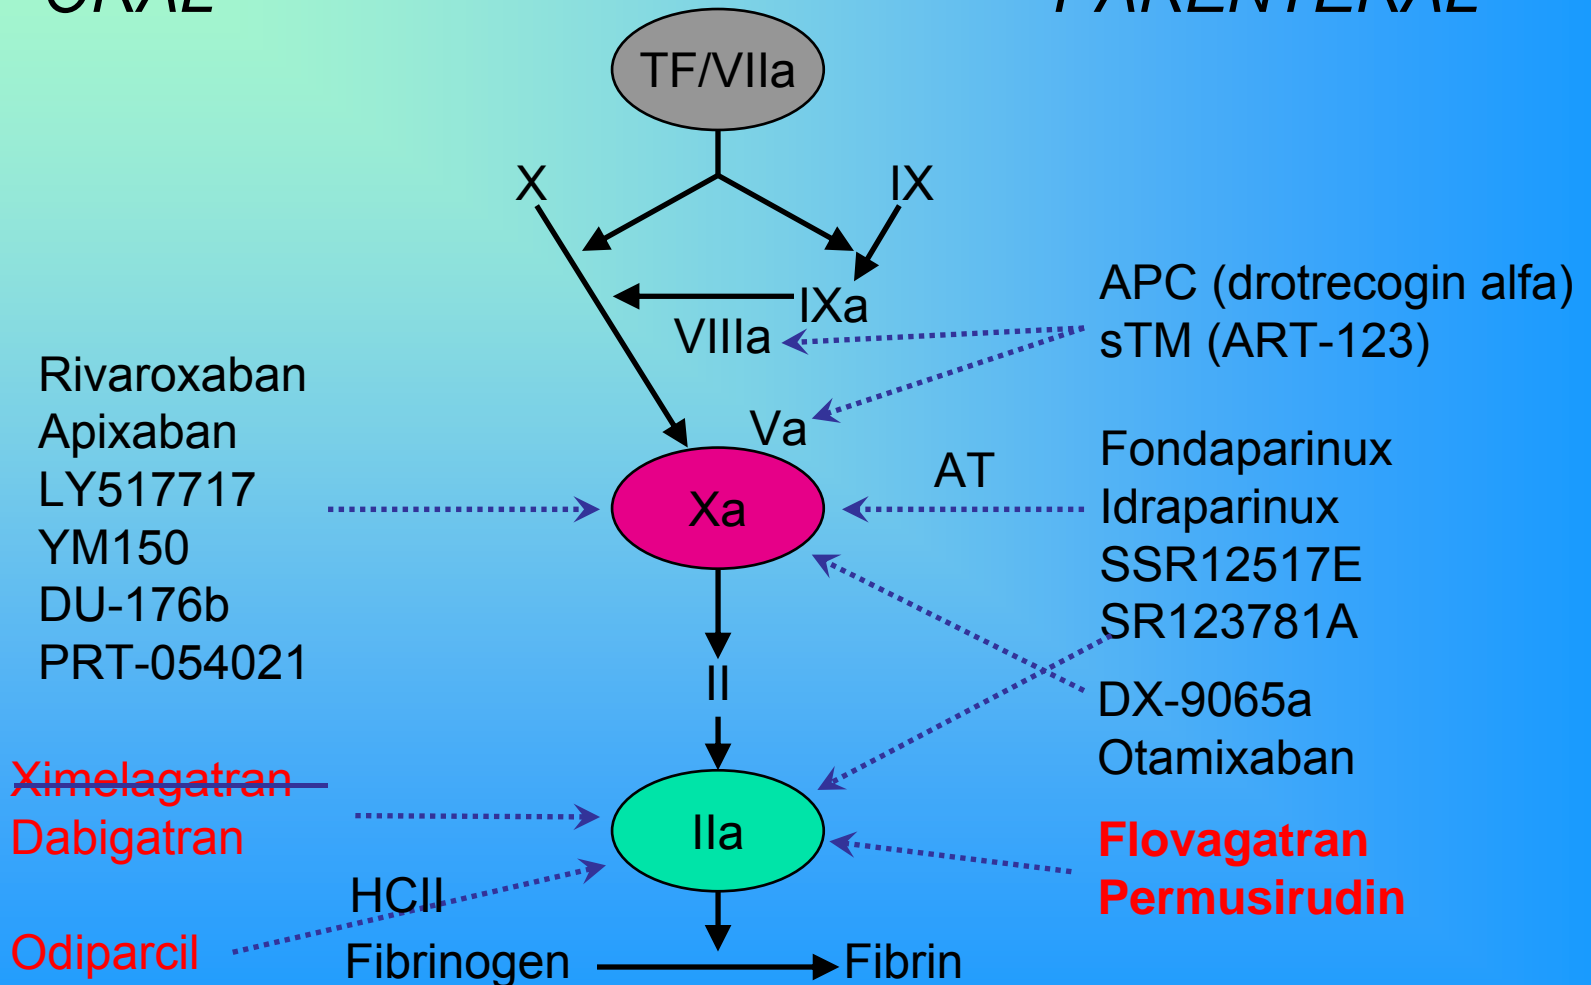 ORAL
PARENTERAL
TF/VIIa
X
IX
IXa
VIIIa
APC (drotrecogin alfa)
sTM (ART-123)
Rivaroxaban
Apixaban
LY517717
YM150
DU-176b
PRT-054021
Va
Xa
AT
Fondaparinux
Idraparinux
SSR12517E
SR123781A
DX-9065a
Otamixaban
II
Ximelagatran
Dabigatran
IIa
Flovagatran
Permusirudin
HCII
Odiparcil
Fibrinogen
Fibrin